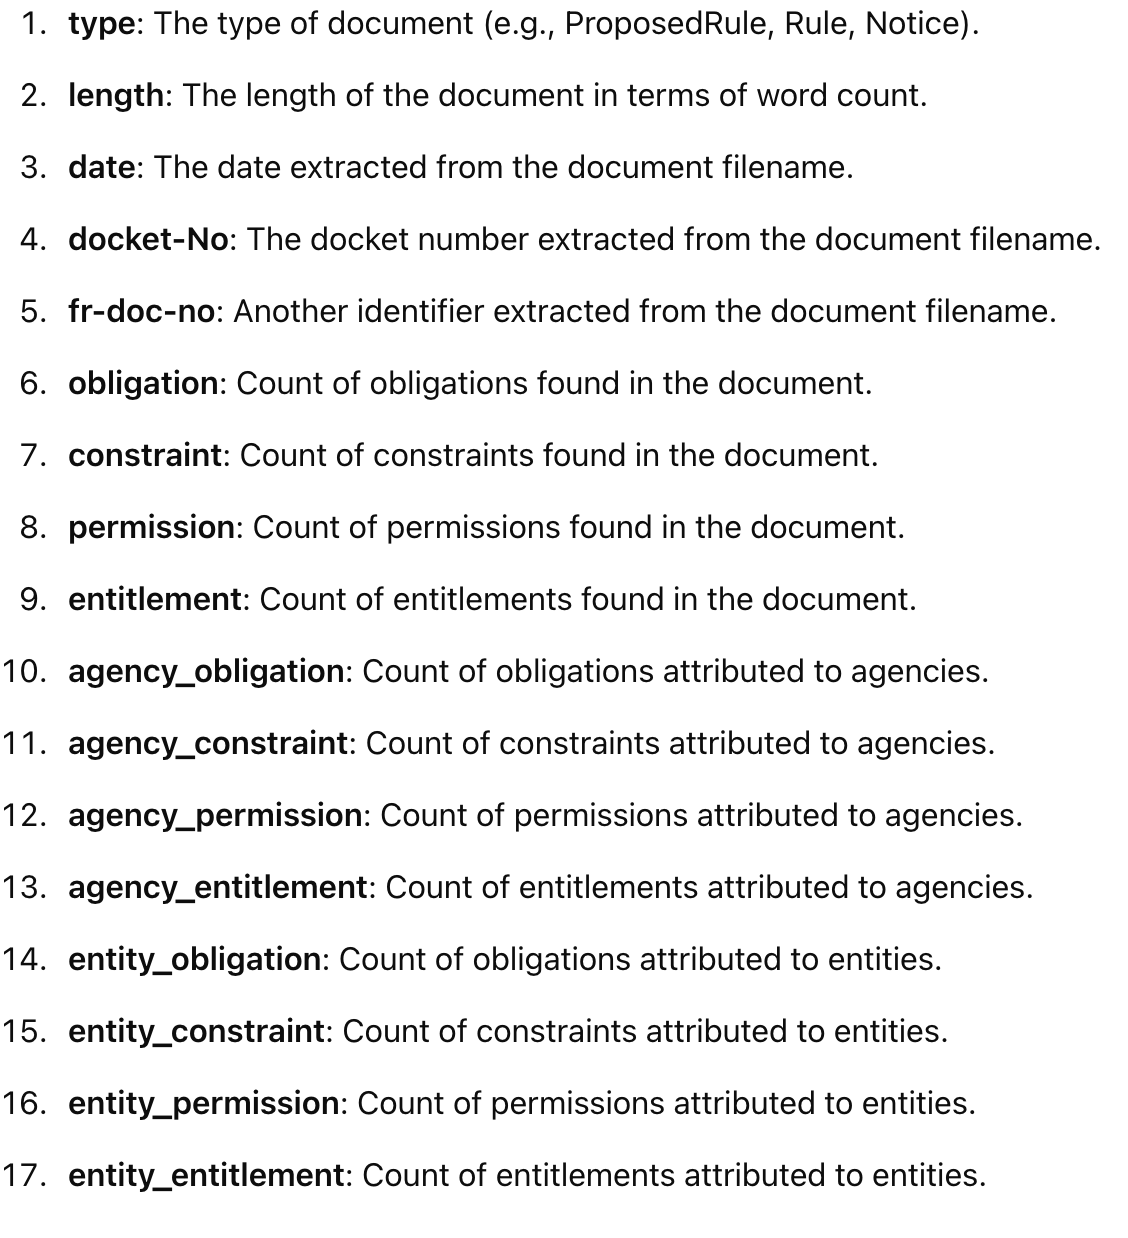 1. type: The type of document (e.g., ProposedRule, Rule, Notice).
2. length: The length of the document in terms of word count.
3. date: The date extracted from the document filename.
4. docket-No: The docket number extracted from the document filename.
5. fr-doc-no: Another identifier extracted from the document filename.
6. obligation: Count of obligations found in the document.
7. constraint: Count of constraints found in the document.
8. permission: Count of permissions found in the document.
9. entitlement: Count of entitlements found in the document.
10. agency_obligation: Count of obligations attributed to agencies.
11. agency_constraint: Count of constraints attributed to agencies.
12. agency_permission: Count of permissions attributed to agencies.
13. agency_entitlement: Count of entitlements attributed to agencies.
14. entity_obligation: Count of obligations attributed to entities.
15. entity_constraint: Count of constraints attributed to entities.
16. entity_permission: Count of permissions attributed to entities.
17. entity_entitlement: Count of entitlements attributed to entities.